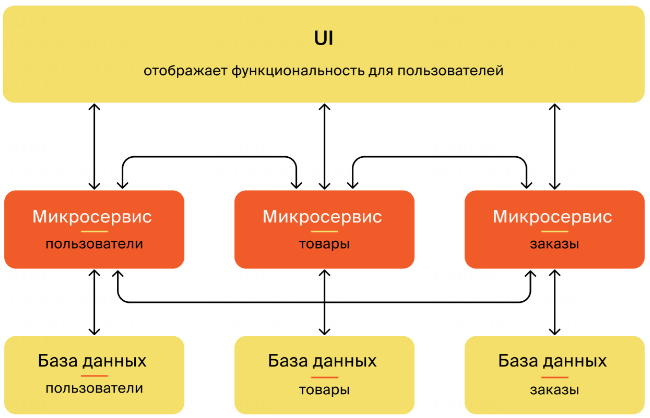 UI
отображает функциональность для пользователей
Микросервис
пользователи
Микросервис
товары
Микросервис
заказы
База данных
пользователи
База данных
товары
База данных
заказы